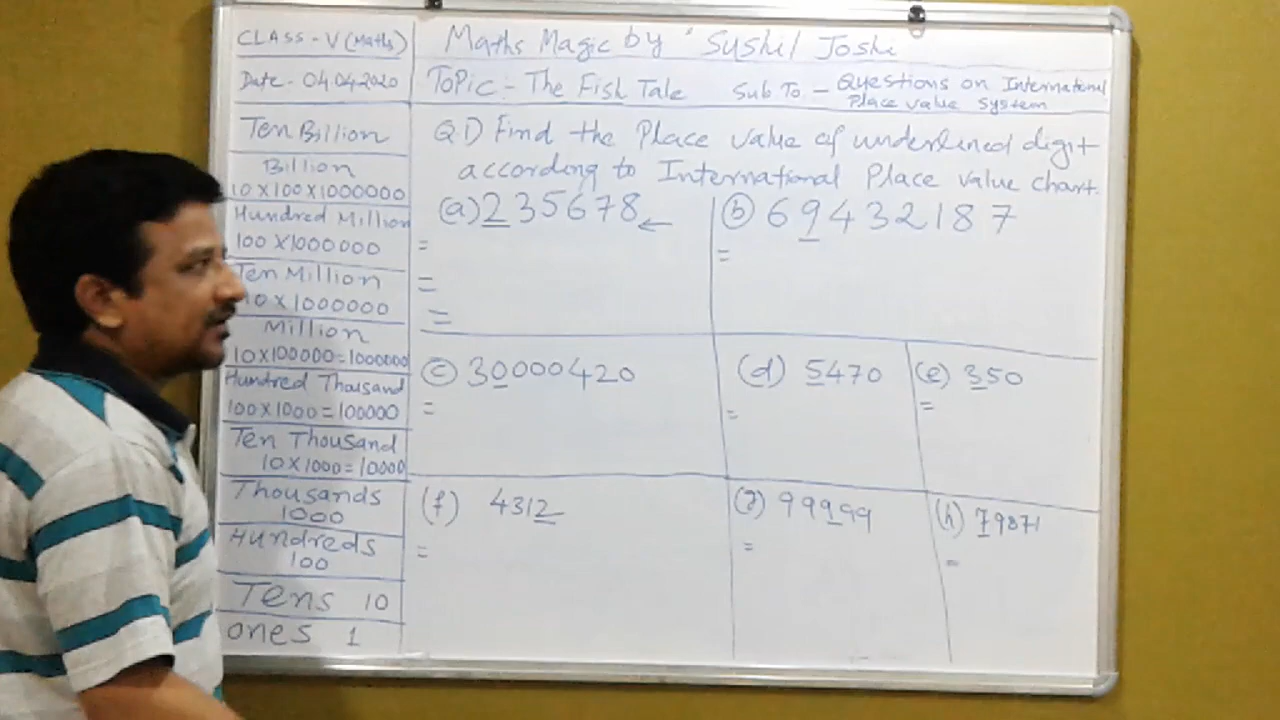 CLASS - V (Maths)
Maths Magic by 'Sushil Joshi
Date - 04.04.2020
ToPic - The Fish Tale Sub To - Questions on International
Place value System
Ten Billion
Billion
10 X 100 X 1000000
Hundred Million
100 X 1000000
Ten Million
10 X 1000000
Million
10 X 100000 = 1000000
Hundred Thousand
100 X 1000 = 100000
Ten Thousand
10 X 1000 = 10000
Thousands
1000
Hundreds
100
Tens 10
ones 1
Q.1) Find the Place value of underlined digit
according to International Place value chart.
(a) 235678 ←
=
=
=
(b) 69432187
=
(c) 30000420
=
(d) 5470
=
(e) 350
=
(f) 4312
=
(g) 99999
=
(h) 79871
=